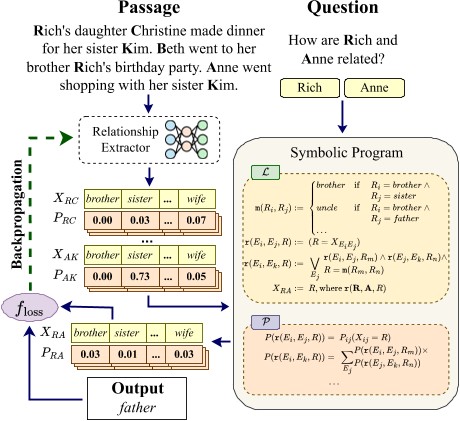 Passage
Rich's daughter Christine made dinner
for her sister Kim. Beth went to her
brother Rich's birthday party. Anne went
shopping with her sister Kim.
Question
How are Rich and
Anne related?
Rich Anne
Relationship
Extractor
Backpropagation
X_RC brother sister ... wife
P_RC 0.00 0.03 ... 0.07
...
X_AK brother sister ... wife
P_AK 0.00 0.73 ... 0.05
f_loss
X_RA brother sister ... wife
P_RA 0.03 0.01 ... 0.03
Output
father
Symbolic Program
ℒ
m(R_i, R_j) := { brother if R_i = brother ∧
R_j = sister
uncle if R_i = brother ∧
R_j = father
...
r(E_i, E_j, R) := (R = X_{E_iE_j})
r(E_i, E_k, R) := ⋁_{E_j} r(E_i, E_j, R_m) ∧ r(E_j, E_k, R_n) ∧
R = m(R_m, R_n)
X_RA := R, where r(R, A, R)
𝒫
P(r(E_i, E_j, R)) = P_ij(X_ij = R)
P(r(E_i, E_k, R)) = ∑_{E_j} P(r(E_i, E_j, R_m)) ×
P(r(E_j, E_k, R_n))
...